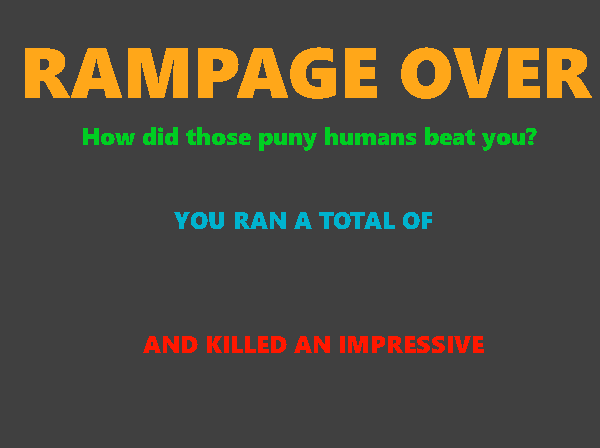 RAMPAGE OVER
How did those puny humans beat you?
YOU RAN A TOTAL OF
AND KILLED AN IMPRESSIVE